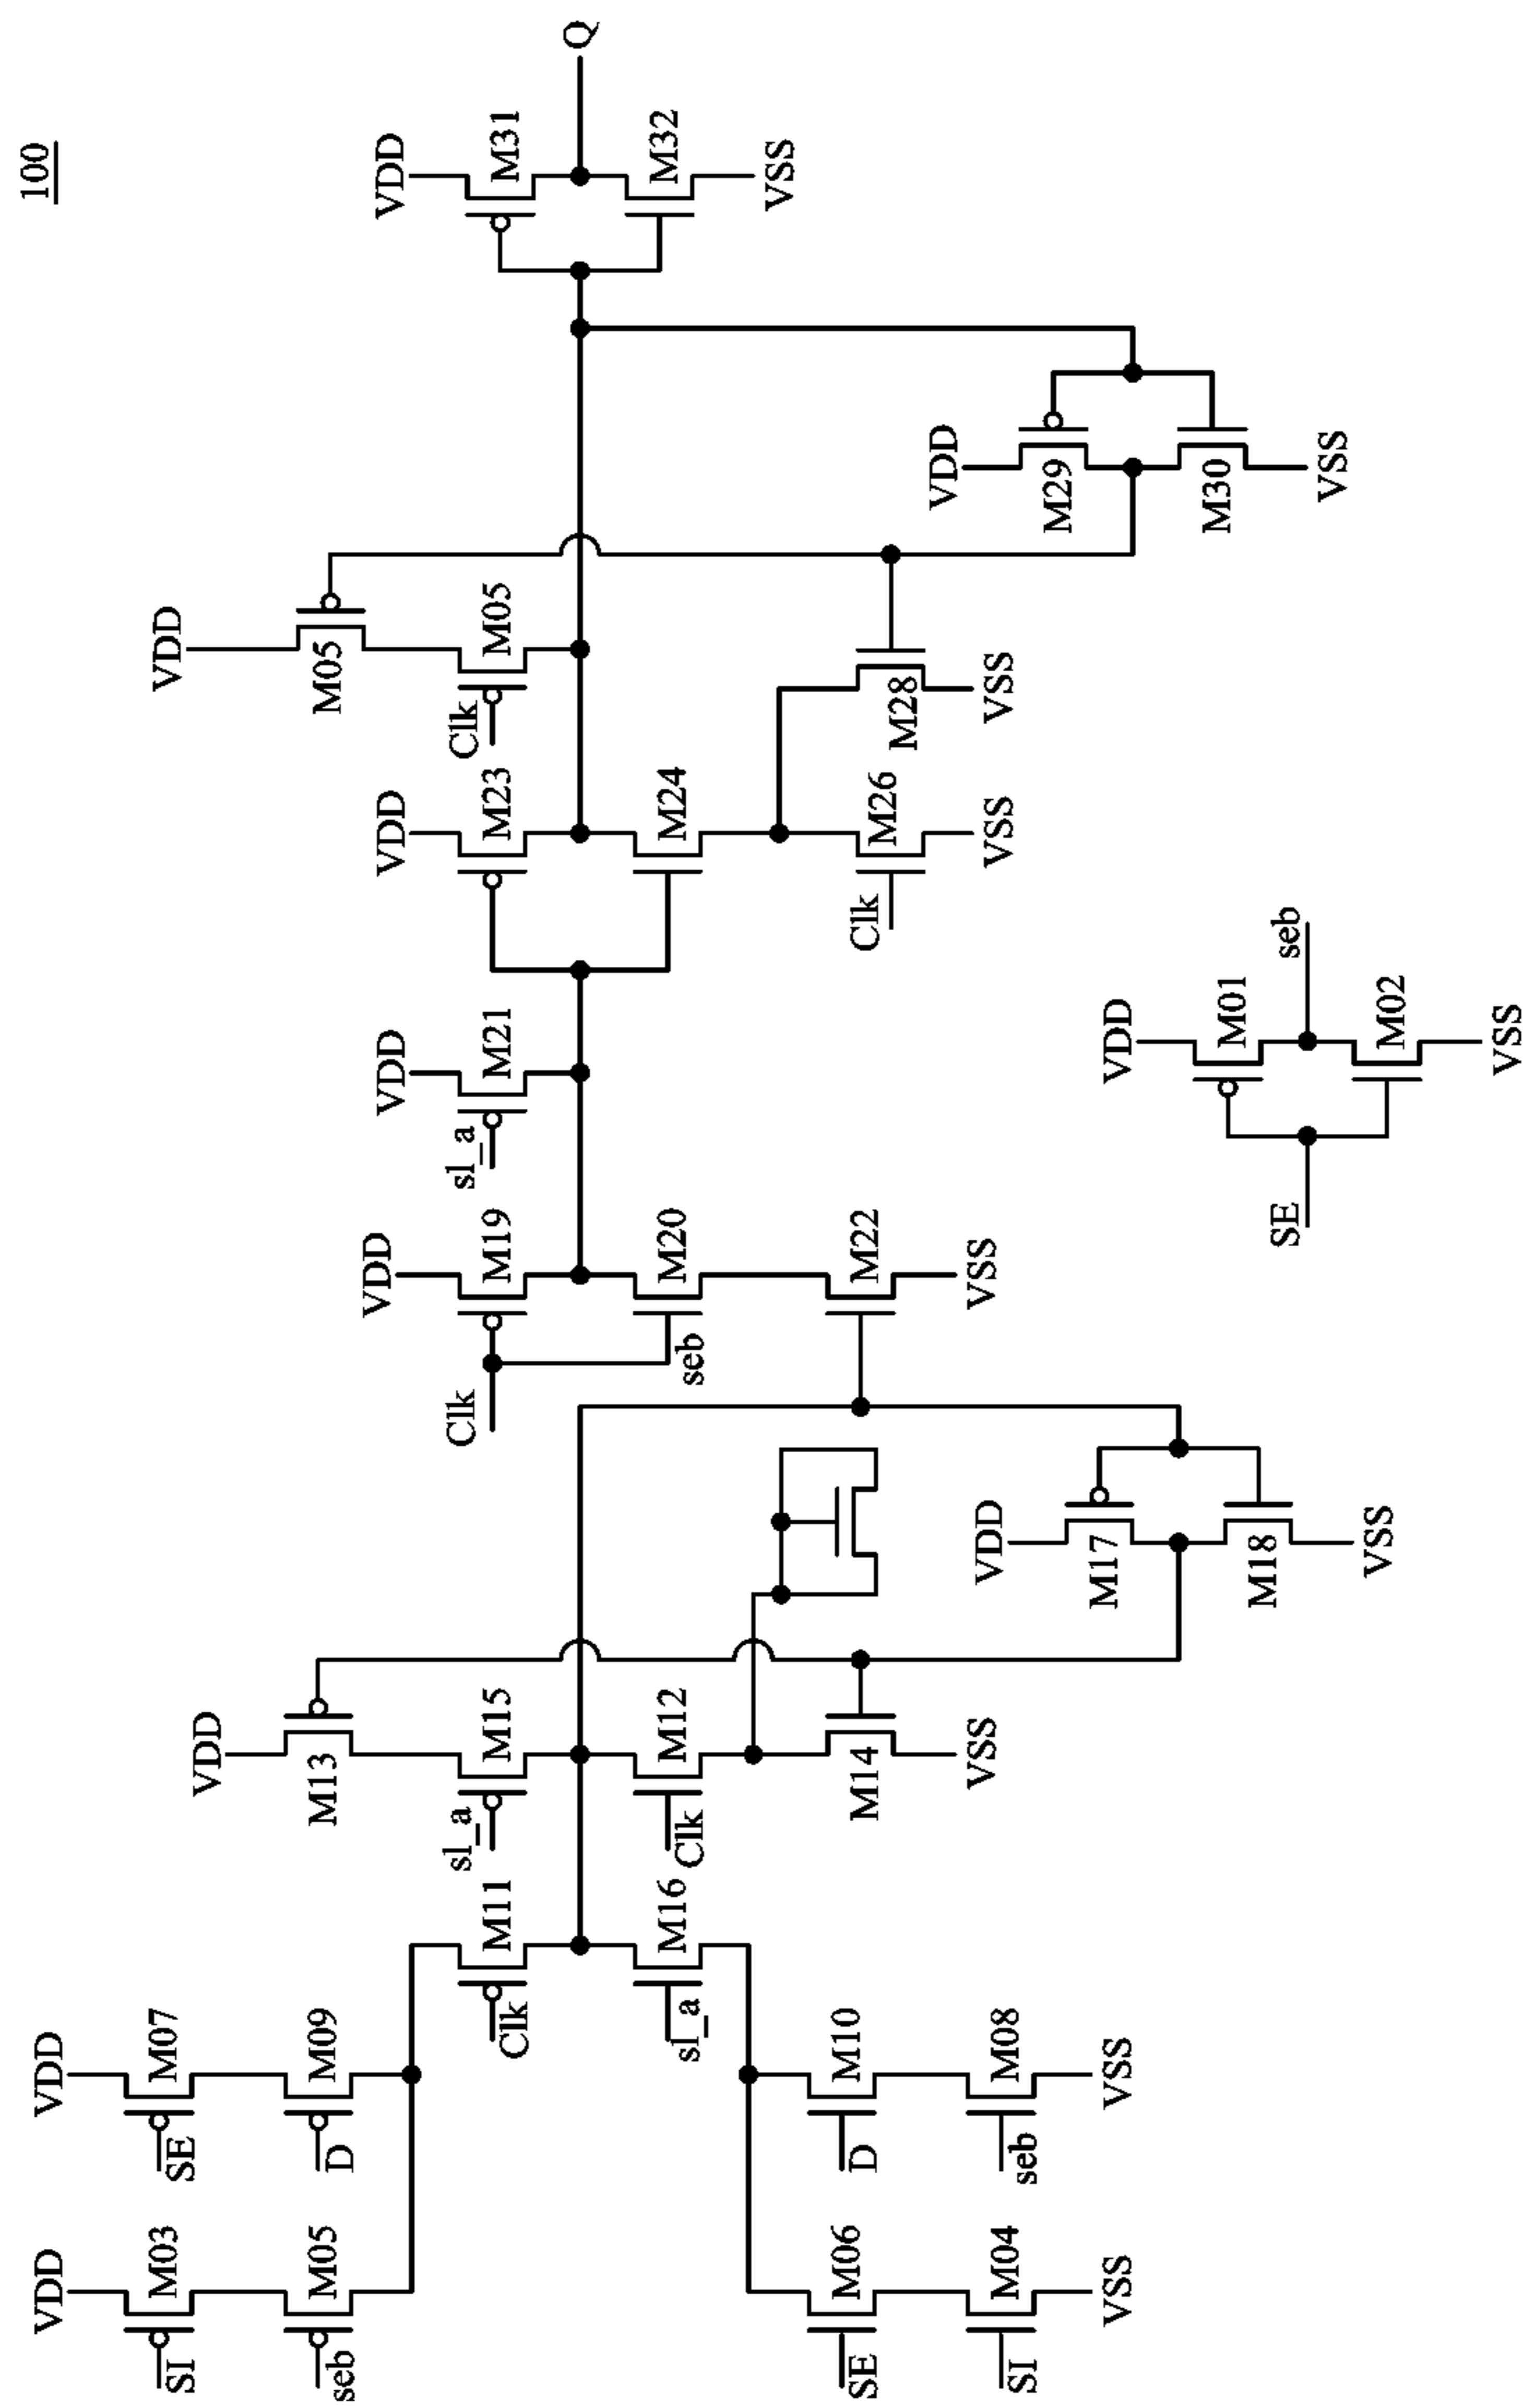 100
VDD
VDD
VDD
SI
M03
SE
M07
VDD
seb
M05
D
M09
M13
M05
VDD
VDD
VDD
VDD
sl_a
Clk
sl_a
Clk
Clk
M11
M15
M19
M21
M23
M05
M31
Q
sl_a
M16
Clk
M12
seb
M20
M24
M32
VSS
SE
M06
D
M10
M14
M22
Clk
M26
M28
VDD
VDD
SI
M04
seb
M08
VSS
VSS
VSS
VSS
VSS
VSS
M17
VDD
M29
M18
M01
M30
SE
seb
VSS
M02
VSS
VSS